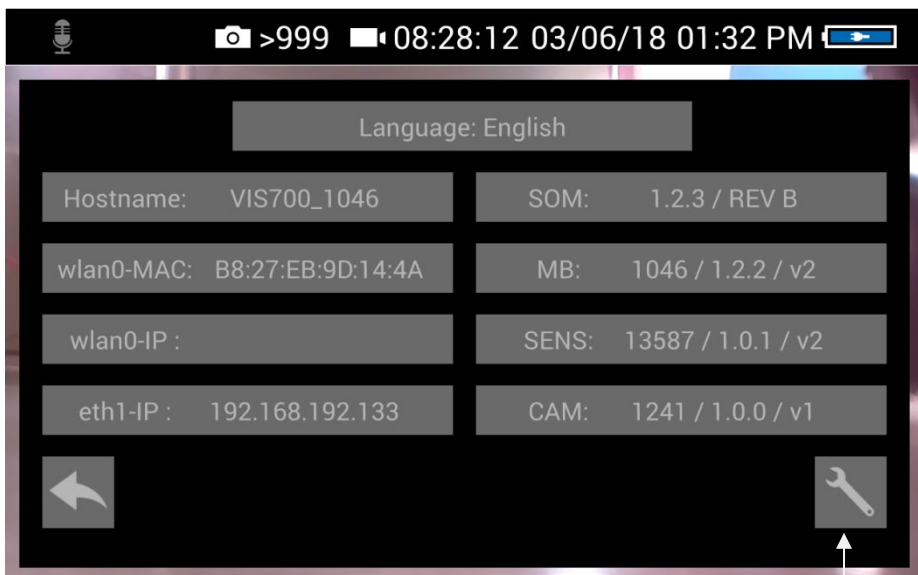 >999 08:28:12 03/06/18 01:32 PM
Language: English
Hostname: VIS700_1046
SOM: 1.2.3 / REV B
wlan0-MAC: B8:27:EB:9D:14:4A
MB: 1046 / 1.2.2 / v2
wlan0-IP :
SENS: 13587 / 1.0.1 / v2
eth1-IP : 192.168.192.133
CAM: 1241 / 1.0.0 / v1